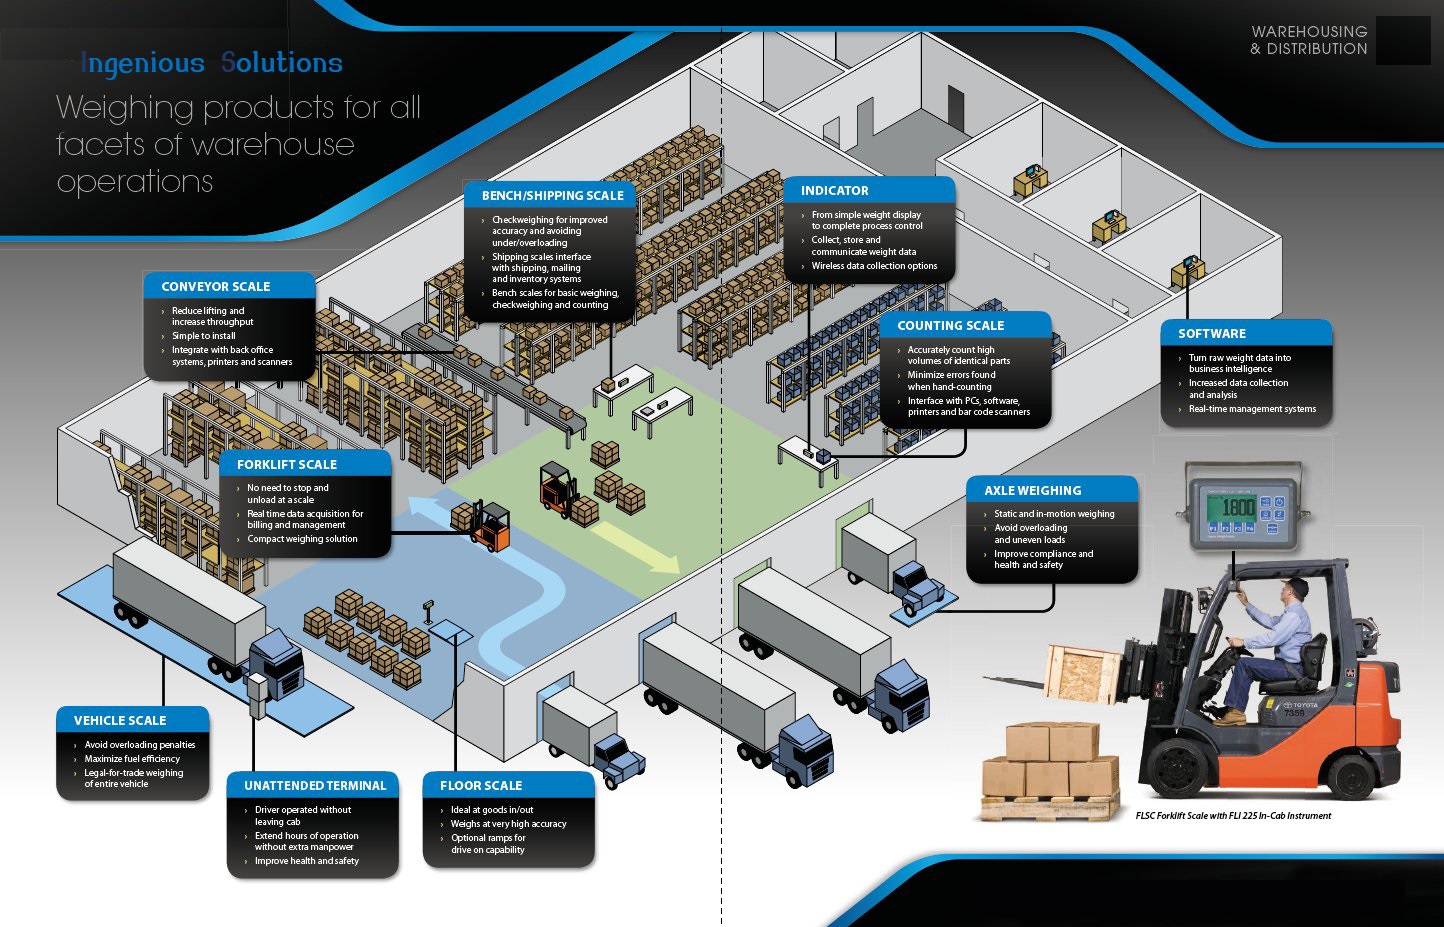 WAREHOUSING
& DISTRIBUTION
Ingenious Solutions
Weighing products for all
facets of warehouse
operations
BENCH/SHIPPING SCALE
› Checkweighing for improved
accuracy and avoiding
under/overloading
› Shipping scales interface
with shipping, mailing
and inventory systems
› Bench scales for basic weighing,
checkweighing and counting
INDICATOR
› From simple weight display
to complete process control
› Collect, store and
communicate weight data
› Wireless data collection options
CONVEYOR SCALE
› Reduce lifting and
increase throughput
› Simple to install
› Integrate with back office
systems, printers and scanners
COUNTING SCALE
› Accurately count high
volumes of identical parts
› Minimize errors found
when hand-counting
› Interface with PCs, software,
printers and bar code scanners
SOFTWARE
› Turn raw weight data into
business intelligence
› Increased data collection
and analysis
› Real-time management systems
FORKLIFT SCALE
› No need to stop and
unload at a scale
› Real time data acquisition for
billing and management
› Compact weighing solution
AXLE WEIGHING
› Static and in-motion weighing
› Avoid overloading
and uneven loads
› Improve compliance and
health and safety
1800
F1 F2 F3 F4
TOYOTA
7359
VEHICLE SCALE
› Avoid overloading penalties
› Maximize fuel efficiency
› Legal-for-trade weighing
of entire vehicle
UNATTENDED TERMINAL
› Driver operated without
leaving cab
› Extend hours of operation
without extra manpower
› Improve health and safety
FLOOR SCALE
› Ideal at goods in/out
› Weighs at very high accuracy
› Optional ramps for
drive on capability
FLSC Forklift Scale with FLI 225 In-Cab Instrument